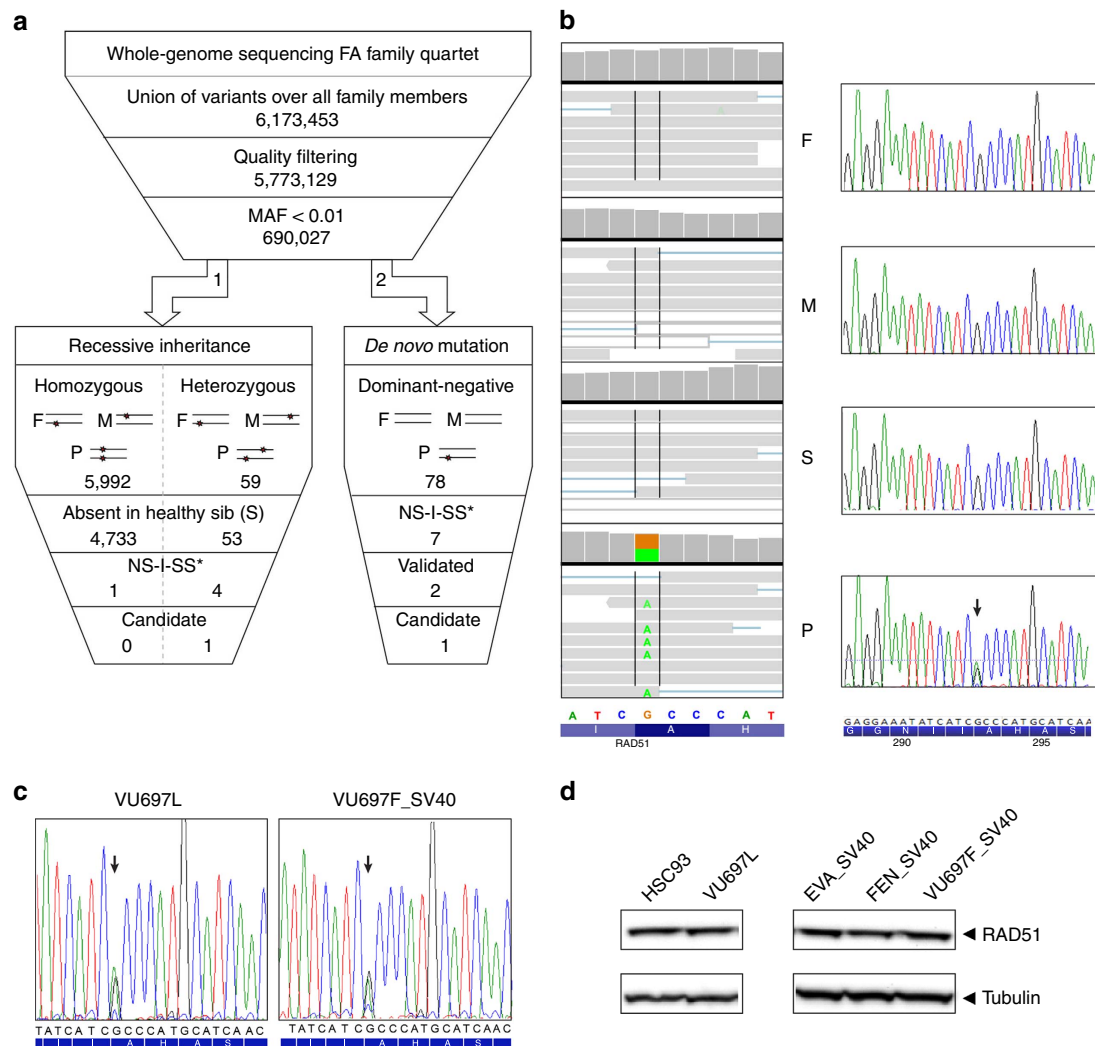 a
Whole-genome sequencing FA family quartet
Union of variants over all family members
6,173,453
Quality filtering
5,773,129
MAF < 0.01
690,027
1
2
Recessive inheritance
Homozygous
Heterozygous
F
M
F
M
P
P
5,992
59
Absent in healthy sib (S)
4,733
53
NS-I-SS*
1
4
Candidate
0
1
De novo mutation
Dominant-negative
F
M
P
78
NS-I-SS*
7
Validated
2
Candidate
1
b
A
A
A
A
A
A T C G C C C A T
I A H
RAD51
F
M
S
P
GAGGAAATATCATCGCCCATGCATCAA
G G N I I A H A S
290 295
c
VU697L
TATCATCGCCCATGCATCAAC
I I A H A S
VU697F_SV40
TATCATCGCCCATGCATCAAC
I I A H A S
d
HSC93
VU697L
EVA_SV40
FEN_SV40
VU697F_SV40
RAD51
Tubulin